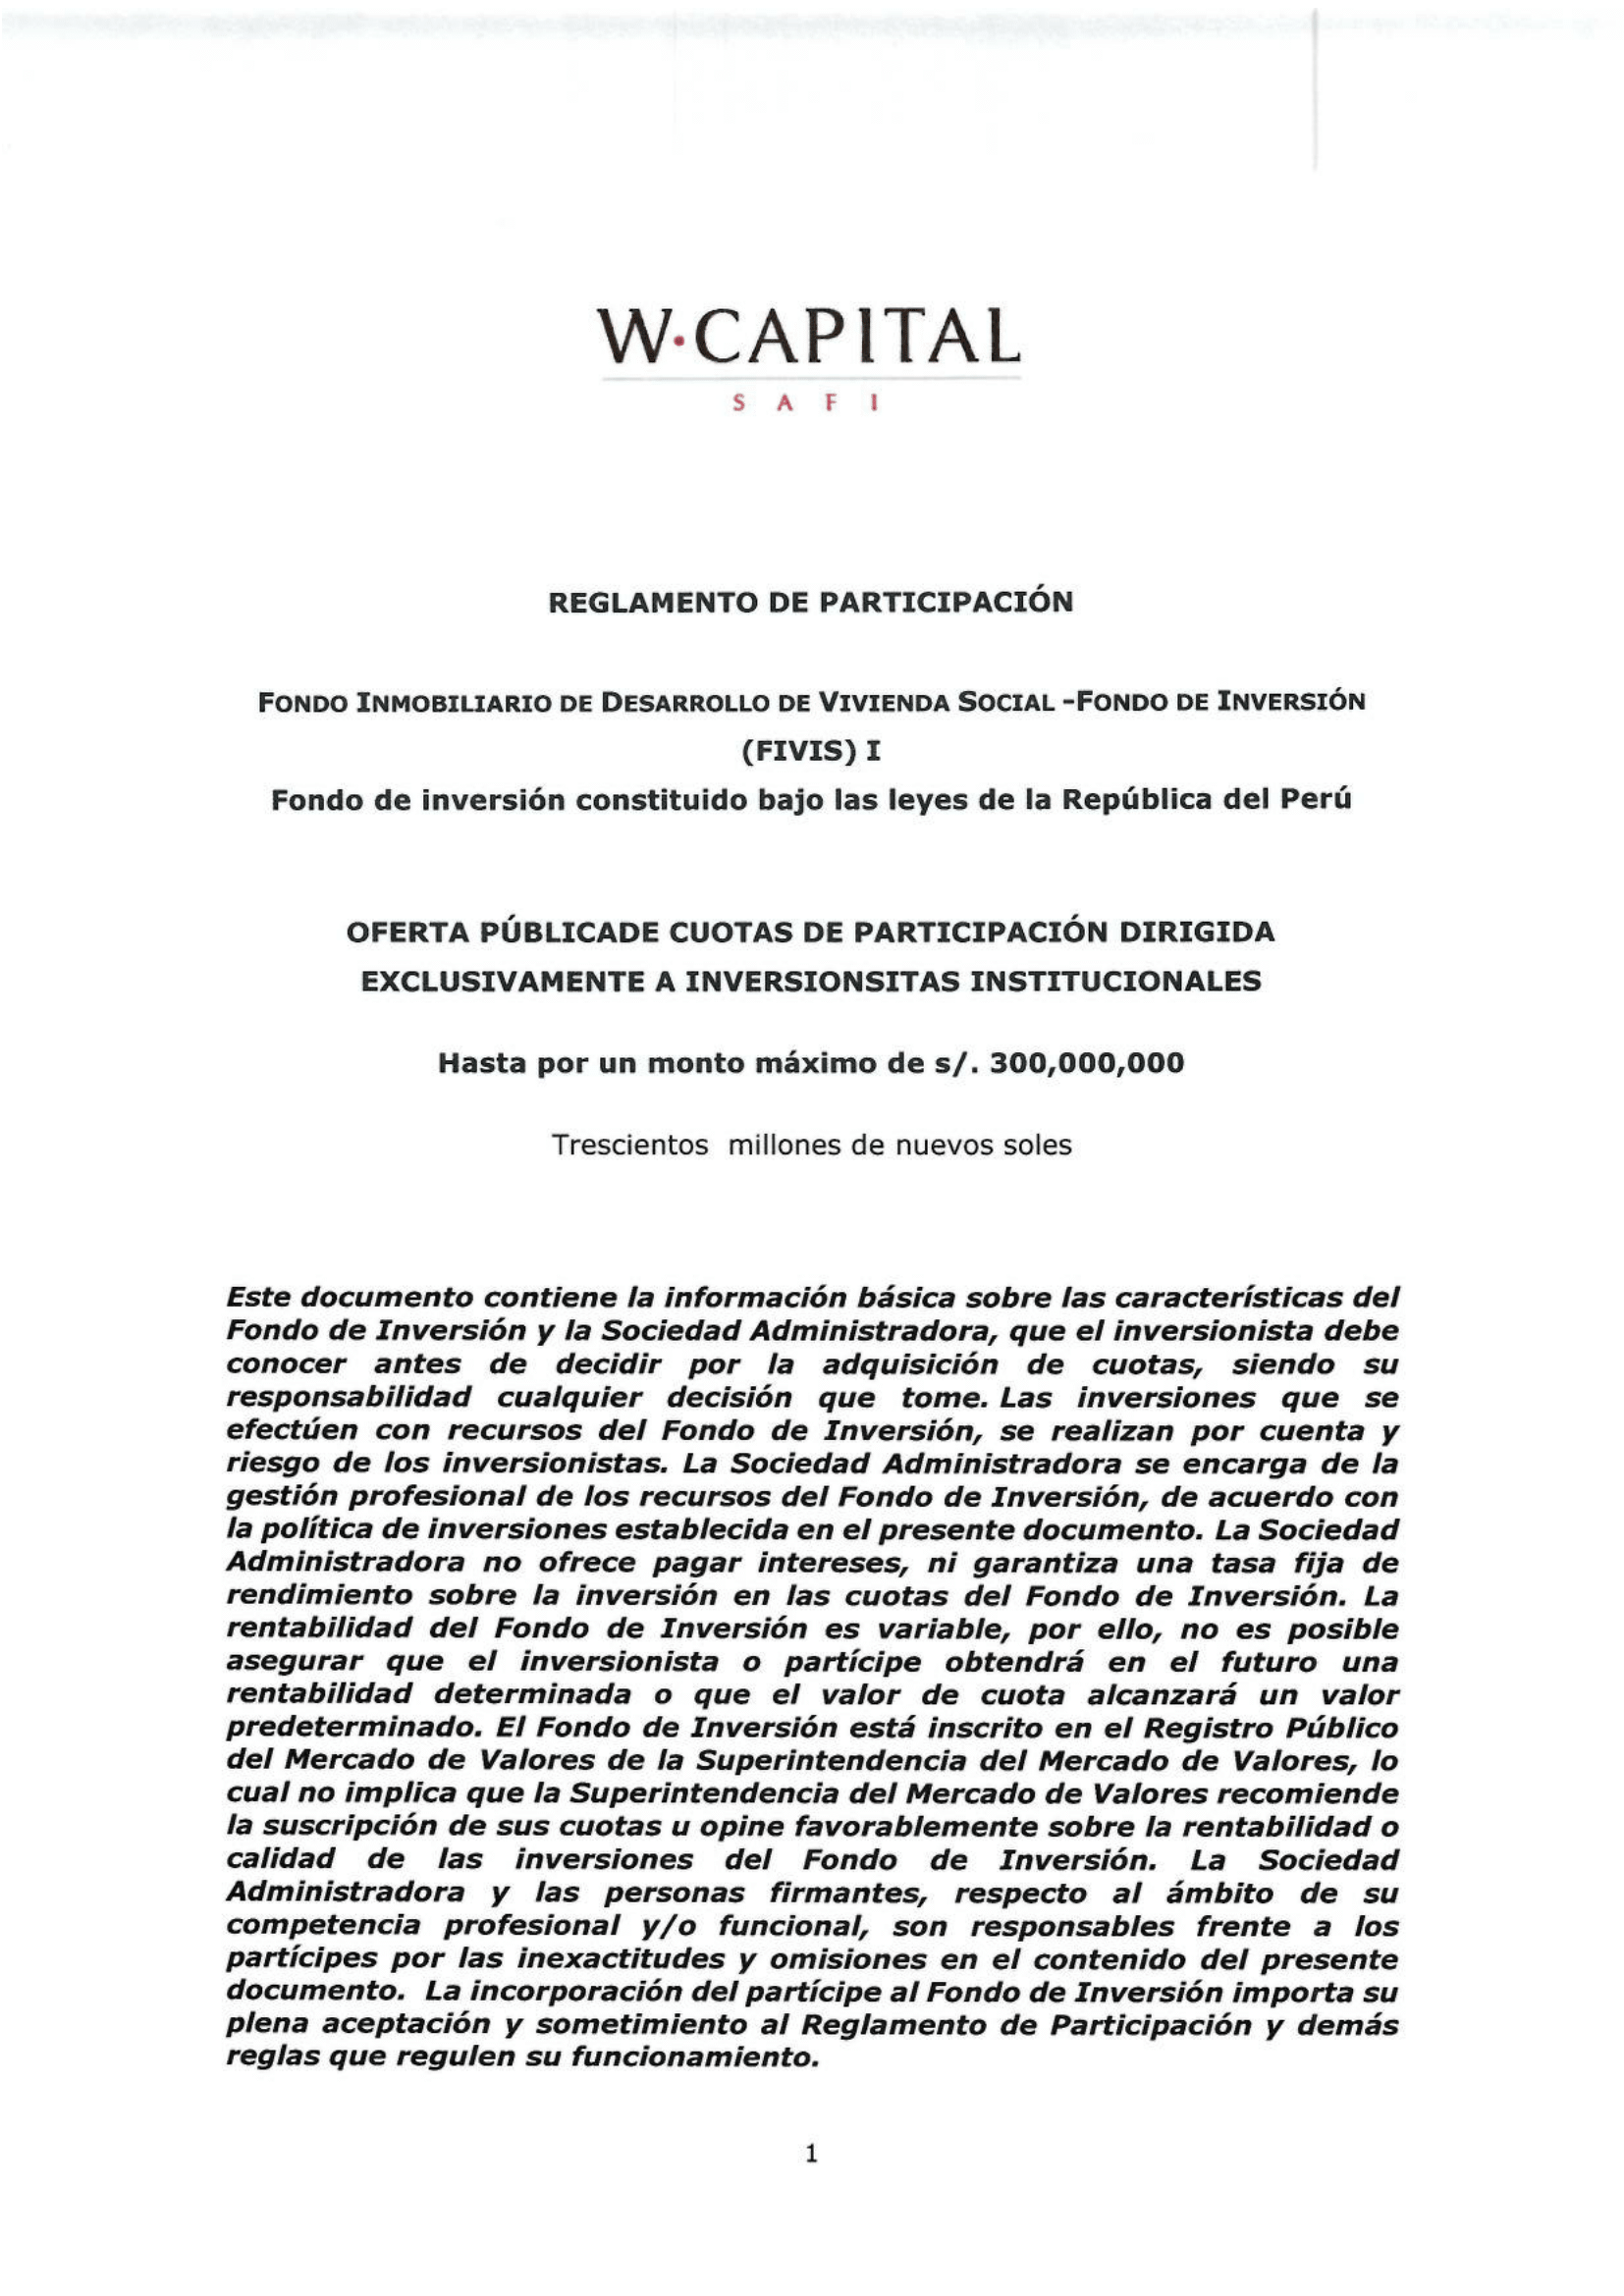 W·CAPITAL
SAFI
REGLAMENTO DE PARTICIPACIÓN
FONDO INMOBILIARIO DE DESARROLLO DE VIVIENDA SOCIAL -FONDO DE INVERSIÓN
(FIVIS) I
Fondo de inversión constituido bajo las leyes de la República del Perú
OFERTA PÚBLICADE CUOTAS DE PARTICIPACIÓN DIRIGIDA
EXCLUSIVAMENTE A INVERSIONSITAS INSTITUCIONALES
Hasta por un monto máximo de s/. 300,000,000
Trescientos millones de nuevos soles
Este documento contiene la información básica sobre las características del
Fondo de Inversión y la Sociedad Administradora, que el inversionista debe
conocer antes de decidir por la adquisición de cuotas, siendo su
responsabilidad cualquier decisión que tome. Las inversiones que se
efectúen con recursos del Fondo de Inversión, se realizan por cuenta y
riesgo de los inversionistas. La Sociedad Administradora se encarga de la
gestión profesional de los recursos del Fondo de Inversión, de acuerdo con
la política de inversiones establecida en el presente documento. La Sociedad
Administradora no ofrece pagar intereses, ni garantiza una tasa fija de
rendimiento sobre la inversión en las cuotas del Fondo de Inversión. La
rentabilidad del Fondo de Inversión es variable, por ello, no es posible
asegurar que el inversionista o partícipe obtendrá en el futuro una
rentabilidad determinada o que el valor de cuota alcanzará un valor
predeterminado. El Fondo de Inversión está inscrito en el Registro Público
del Mercado de Valores de la Superintendencia del Mercado de Valores, lo
cual no implica que la Superintendencia del Mercado de Valores recomiende
la suscripción de sus cuotas u opine favorablemente sobre la rentabilidad o
calidad de las inversiones del Fondo de Inversión. La Sociedad
Administradora y las personas firmantes, respecto al ámbito de su
competencia profesional y/o funcional, son responsables frente a los
partícipes por las inexactitudes y omisiones en el contenido del presente
documento. La incorporación del partícipe al Fondo de Inversión importa su
plena aceptación y sometimiento al Reglamento de Participación y demás
reglas que regulen su funcionamiento.
1